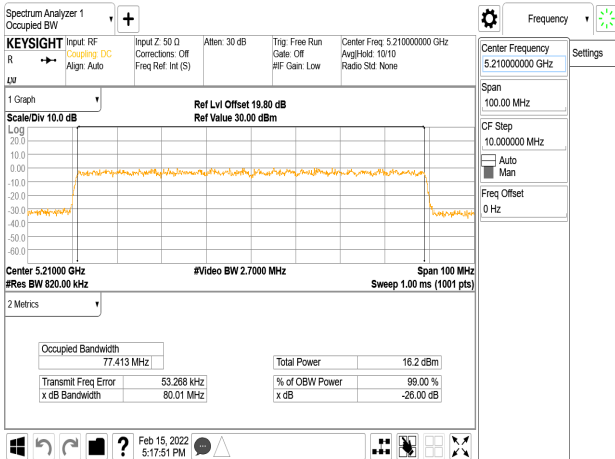 Spectrum Analyzer 1
Occupied BW
Frequency
KEYSIGHT
R
Input: RF
Coupling: DC
Align: Auto
Input Z: 50 Ω
Corrections: Off
Freq Ref: Int (S)
Atten: 30 dB
Trig: Free Run
Gate: Off
#IF Gain: Low
Center Freq: 5.210000000 GHz
Avg|Hold: 10/10
Radio Std: None
Center Frequency
5.210000000 GHz
Settings
Span
100.00 MHz
CF Step
10.000000 MHz
Auto
Man
Freq Offset
0 Hz
1 Graph
Scale/Div 10.0 dB
Ref Lvl Offset 19.80 dB
Ref Value 30.00 dBm
Log
20.0
10.0
0.00
-10.0
-20.0
-30.0
-40.0
-50.0
-60.0
Center 5.21000 GHz
#Res BW 820.00 kHz
#Video BW 2.7000 MHz
Span 100 MHz
Sweep 1.00 ms (1001 pts)
2 Metrics
Occupied Bandwidth
77.413 MHz
Total Power 16.2 dBm
Transmit Freq Error 53.268 kHz
% of OBW Power 99.00 %
x dB Bandwidth 80.01 MHz
x dB -26.00 dB
?
Feb 15, 2022
5:17:51 PM